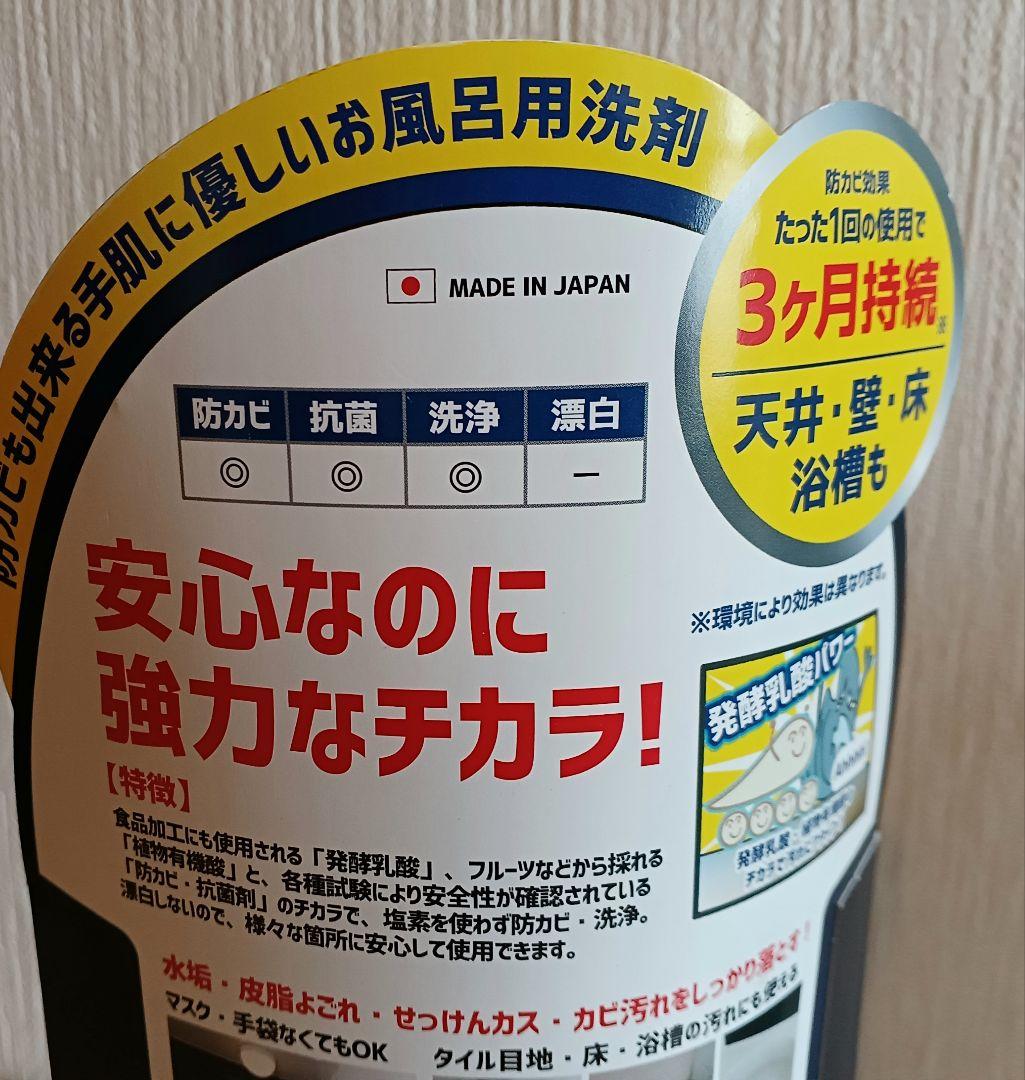 防カビも出来る手肌に優しいお風呂用洗剤
防カビ効果
たった1回の使用で
3ヶ月持続※
天井・壁・床
浴槽も
MADE IN JAPAN
防カビ 抗菌 洗浄 漂白
◎ ◎ ◎ ー
※環境により効果は異なります。
安心なのに
強力なチカラ!
発酵乳酸パワー
Ahhhh
【特徴】
食品加工にも使用される「発酵乳酸」、フルーツなどから採れる
「植物有機酸」と、各種試験により安全性が確認されている
「防カビ・抗菌剤」のチカラで、塩素を使わず防カビ・洗浄。
漂白しないので、様々な箇所に安心して使用できます。
水垢・皮脂よごれ・せっけんカス・カビ汚れをしっかり落とす!
マスク・手袋なくてもOK
タイル目地・床・浴槽の汚れにも使える